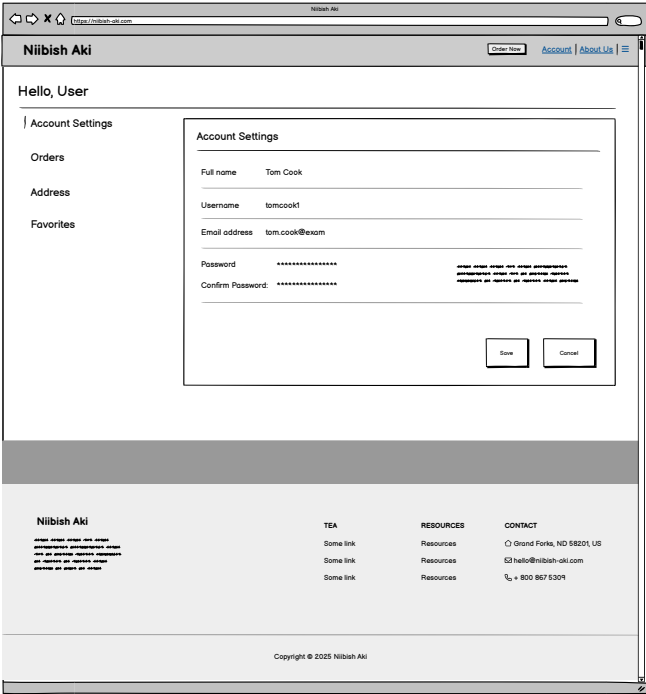 Niibish Aki
https://niibish-aki.com
Niibish Aki
Order Now
Account | About Us |
Hello, User
Account Settings
Orders
Address
Favorites
Account Settings
Full name Tom Cook
Username tomcook1
Email address tom.cook@exam
Password ****************
Confirm Password: ****************
Save
Cancel
Niibish Aki
TEA RESOURCES CONTACT
Some link Resources Grand Forks, ND 58201, US
Some link Resources hello@niibish-aki.com
Some link Resources + 800 867 5309
Copyright © 2025 Niibish Aki